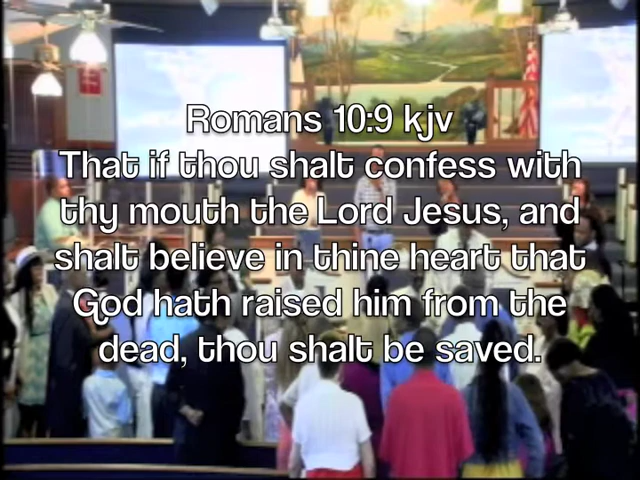 Romans 10:9 kjv
That if thou shalt confess with
thy mouth the Lord Jesus, and
shalt believe in thine heart that
God hath raised him from the
dead, thou shalt be saved.